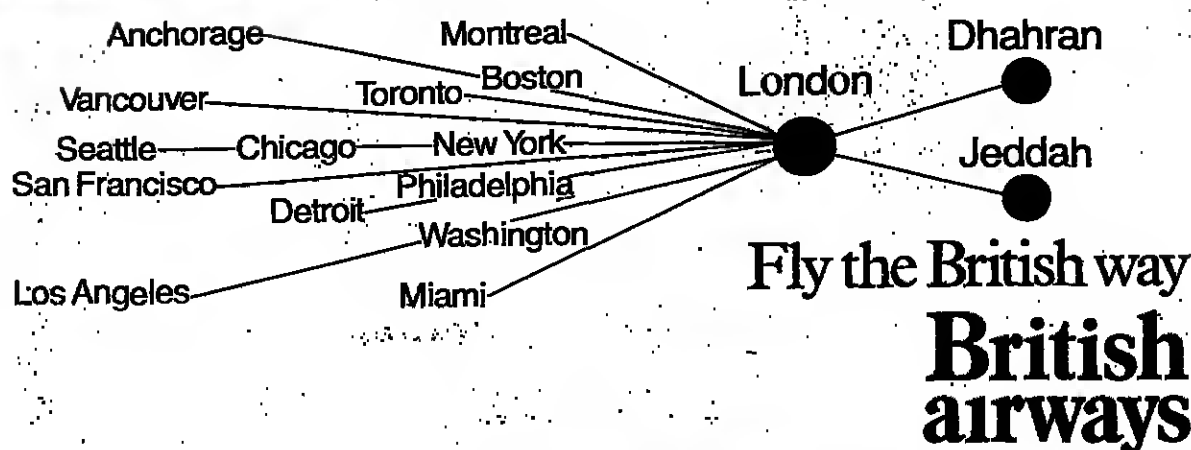 Anchorage
Montreal
Dhahran
Boston
London
Vancouver
Toronto
Seattle
Chicago
New York
Jeddah
San Francisco
Philadelphia
Detroit
Washington
Fly the British way
Los Angeles
Miami
British
airways